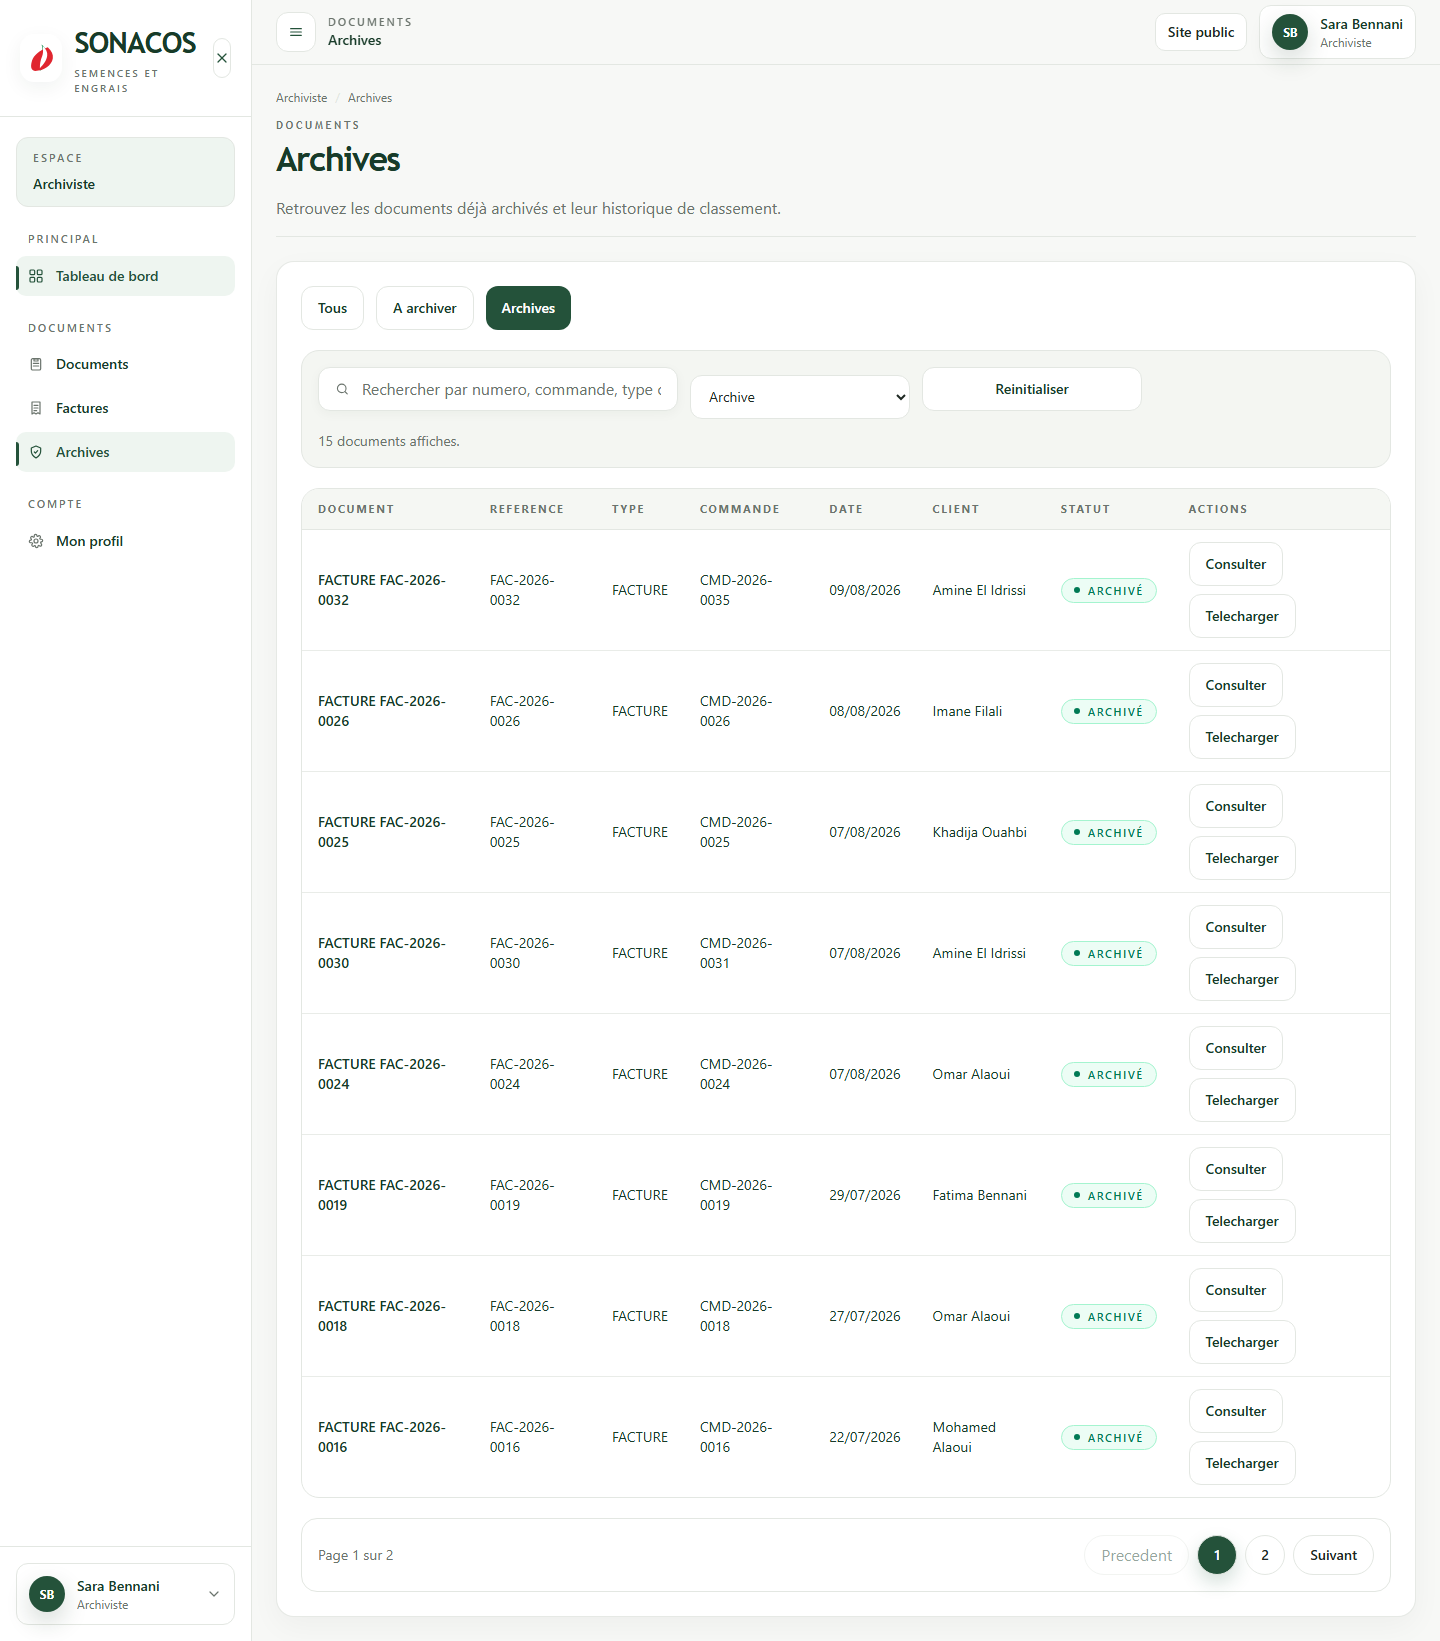 SONACOS
SEMENCES ET
ENGRAIS
ESPACE
Archiviste
PRINCIPAL
Tableau de bord
DOCUMENTS
Documents
Factures
Archives
COMPTE
Mon profil
SB
Sara Bennani
Archiviste
DOCUMENTS
Archives
Site public
SB
Sara Bennani
Archiviste
Archiviste / Archives
DOCUMENTS
Archives
Retrouvez les documents déjà archivés et leur historique de classement.
Tous
A archiver
Archives
Rechercher par numero, commande, type c
Archive
Reinitialiser
15 documents affiches.
DOCUMENT REFERENCE TYPE COMMANDE DATE CLIENT STATUT ACTIONS
FACTURE FAC-2026-
0032
FAC-2026-
0032
FACTURE
CMD-2026-
0035
09/08/2026
Amine El Idrissi
ARCHIVÉ
Consulter
Telecharger
FACTURE FAC-2026-
0026
FAC-2026-
0026
FACTURE
CMD-2026-
0026
08/08/2026
Imane Filali
ARCHIVÉ
Consulter
Telecharger
FACTURE FAC-2026-
0025
FAC-2026-
0025
FACTURE
CMD-2026-
0025
07/08/2026
Khadija Ouahbi
ARCHIVÉ
Consulter
Telecharger
FACTURE FAC-2026-
0030
FAC-2026-
0030
FACTURE
CMD-2026-
0031
07/08/2026
Amine El Idrissi
ARCHIVÉ
Consulter
Telecharger
FACTURE FAC-2026-
0024
FAC-2026-
0024
FACTURE
CMD-2026-
0024
07/08/2026
Omar Alaoui
ARCHIVÉ
Consulter
Telecharger
FACTURE FAC-2026-
0019
FAC-2026-
0019
FACTURE
CMD-2026-
0019
29/07/2026
Fatima Bennani
ARCHIVÉ
Consulter
Telecharger
FACTURE FAC-2026-
0018
FAC-2026-
0018
FACTURE
CMD-2026-
0018
27/07/2026
Omar Alaoui
ARCHIVÉ
Consulter
Telecharger
FACTURE FAC-2026-
0016
FAC-2026-
0016
FACTURE
CMD-2026-
0016
22/07/2026
Mohamed
Alaoui
ARCHIVÉ
Consulter
Telecharger
Page 1 sur 2
Precedent
1
2
Suivant